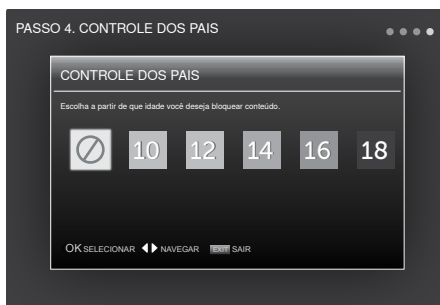 PASSO 4. CONTROLE DOS PAIS
CONTROLE DOS PAIS
Escolha a partir de que idade você deseja bloquear conteúdo.
10 12 14 16 18
OK SELECIONAR NAVEGAR EXIT SAIR